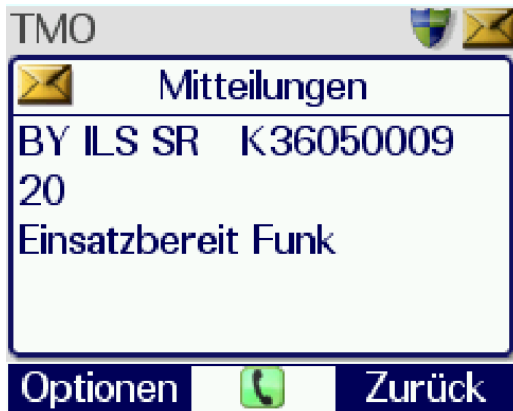 TMO
Mitteilungen
BY ILS SR K36050009
20
Einsatzbereit Funk
Optionen Zurück